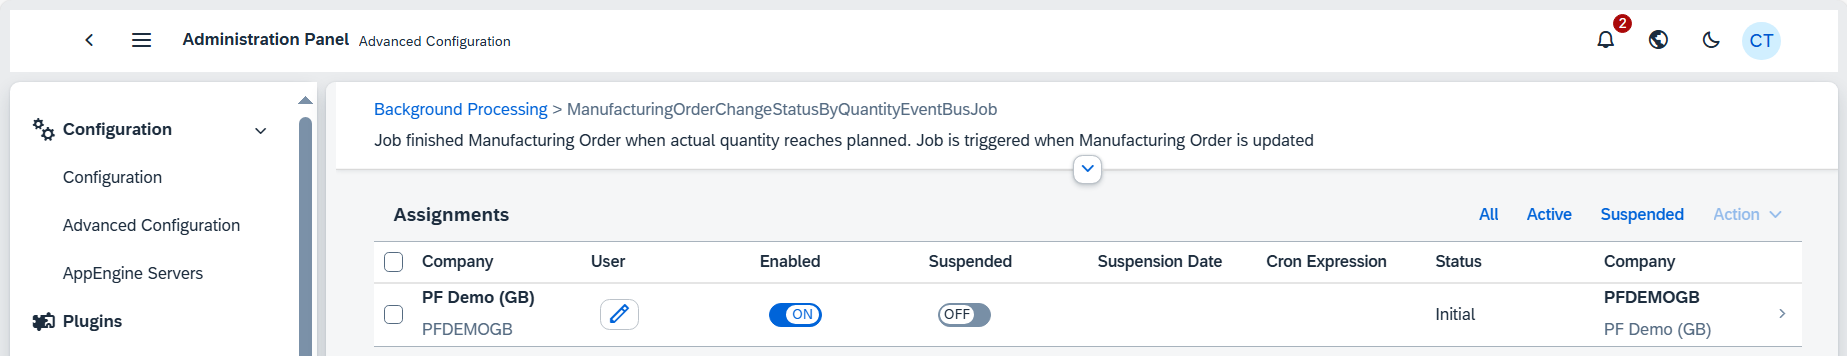 Administration Panel Advanced Configuration
2
CT
Configuration
Configuration
Advanced Configuration
AppEngine Servers
Plugins
Background Processing > ManufacturingOrderChangeStatusByQuantityEventBusJob
Job finished Manufacturing Order when actual quantity reaches planned. Job is triggered when Manufacturing Order is updated
Assignments All Active Suspended Action
Company User Enabled Suspended Suspension Date Cron Expression Status Company
PF Demo (GB) PFDEMOGB
ON OFF Initial
PFDEMOGB PF Demo (GB)